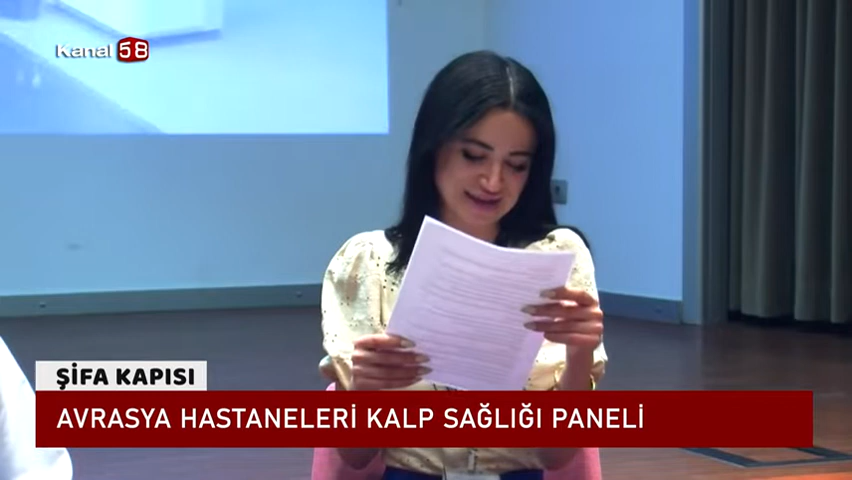 Kanal 58
ŞİFA KAPISI
AVRASYA HASTANELERİ KALP SAĞLIĞI PANELİ